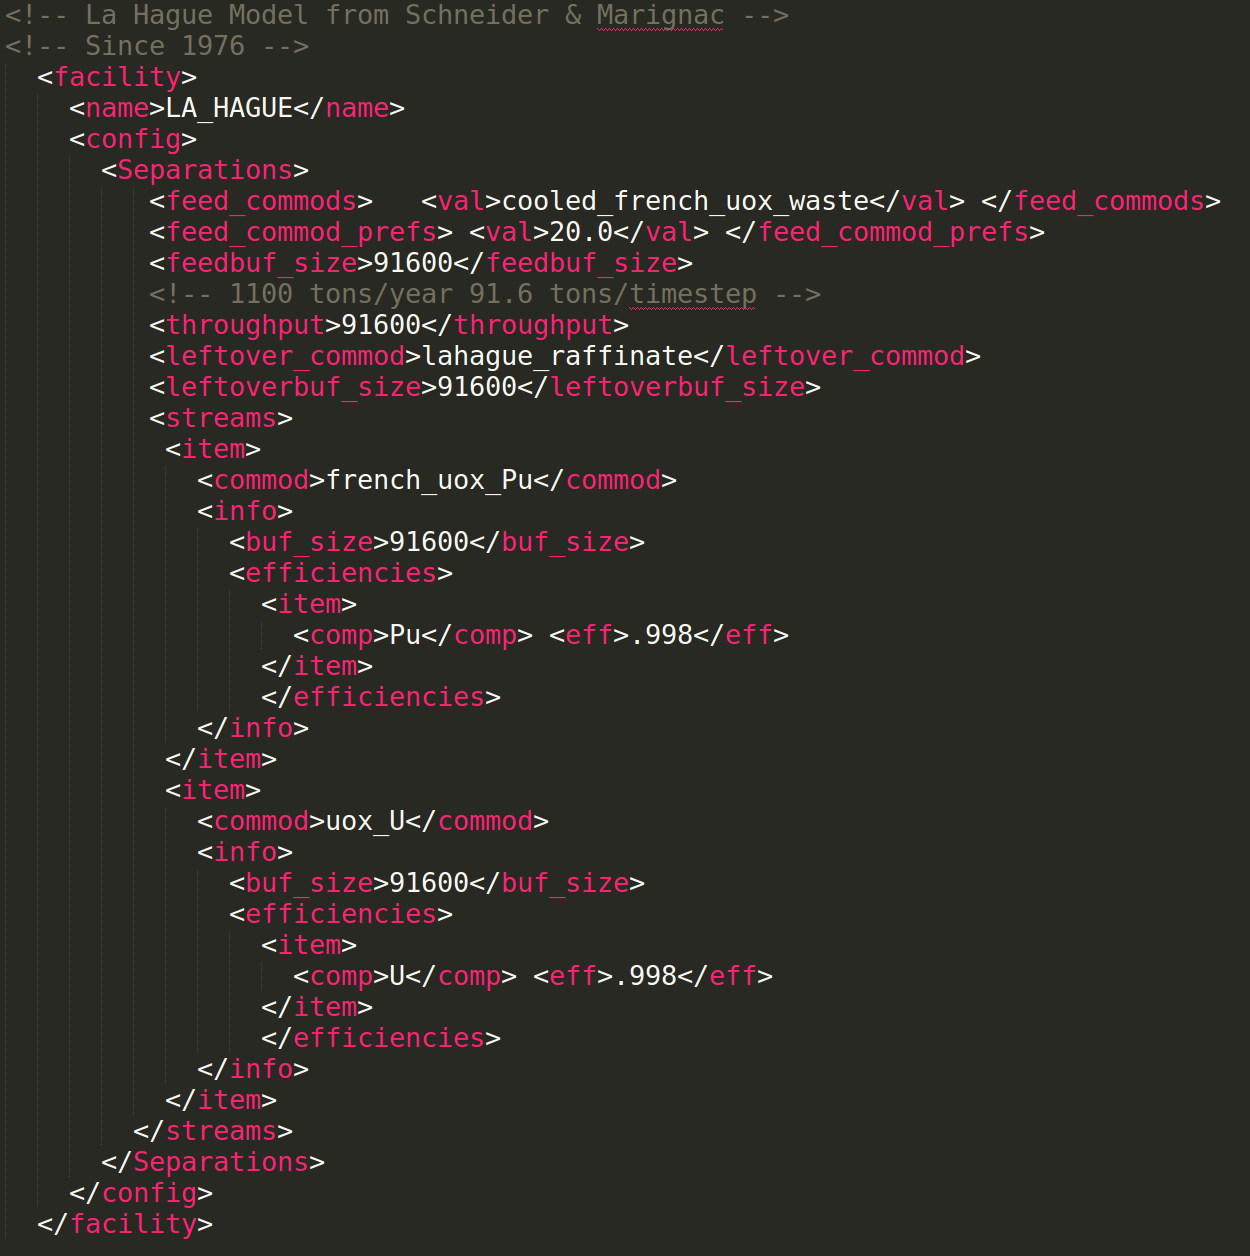 <!-- La Hague Model from Schneider & Marignac -->
<!-- Since 1976 -->
<facility>
<name>LA_HAGUE</name>
<config>
<Separations>
<feed_commods>   <val>cooled_french_uox_waste</val> </feed_commods>
<feed_commod_prefs> <val>20.0</val> </feed_commod_prefs>
<feedbuf_size>91600</feedbuf_size>
<!-- 1100 tons/year 91.6 tons/timestep -->
<throughput>91600</throughput>
<leftover_commod>lahague_raffinate</leftover_commod>
<leftoverbuf_size>91600</leftoverbuf_size>
<streams>
<item>
<commod>french_uox_Pu</commod>
<info>
<buf_size>91600</buf_size>
<efficiencies>
<item>
<comp>Pu</comp> <eff>.998</eff>
</item>
</efficiencies>
</info>
</item>
<item>
<commod>uox_U</commod>
<info>
<buf_size>91600</buf_size>
<efficiencies>
<item>
<comp>U</comp> <eff>.998</eff>
</item>
</efficiencies>
</info>
</item>
</streams>
</Separations>
</config>
</facility>